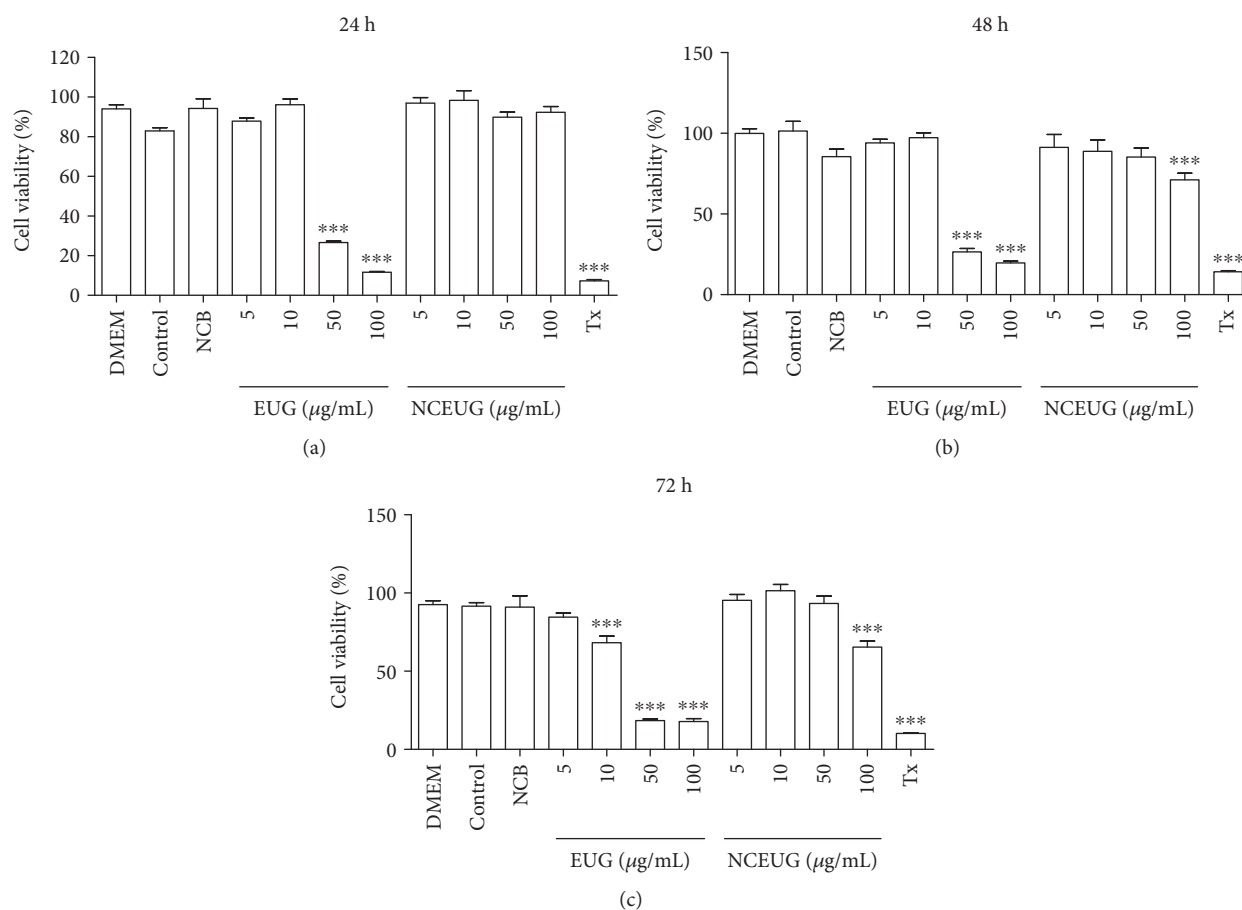 24 h
Cell viability (%)
120
100
80
60
40
20
0
*** *** ***
DMEM Control NCB 5 10 50 100 5 10 50 100 Tx
EUG (μg/mL) NCEUG (μg/mL)
(a)
48 h
Cell viability (%)
150
100
50
0
*** *** *** ***
DMEM Control NCB 5 10 50 100 5 10 50 100 Tx
EUG (μg/mL) NCEUG (μg/mL)
(b)
72 h
Cell viability (%)
150
100
50
0
*** *** *** *** ***
DMEM Control NCB 5 10 50 100 5 10 50 100 Tx
EUG (μg/mL) NCEUG (μg/mL)
(c)